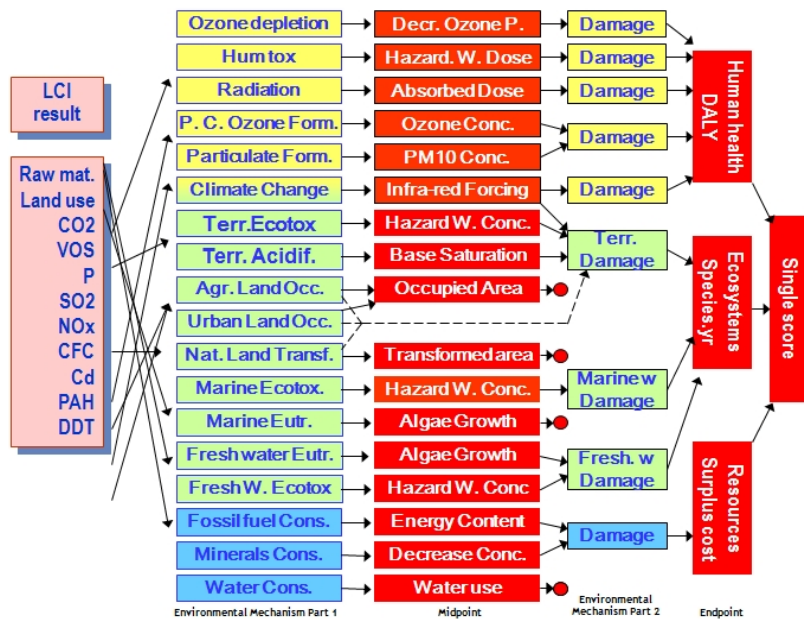 LCI
result
Raw mat.
Land use
CO2
VOS
P
SO2
NOx
CFC
Cd
PAH
DDT
Ozone depletion
Hum tox
Radiation
P. C. Ozone Form.
Particulate Form.
Climate Change
Terr.Ecotox
Terr. Acidif.
Agr. Land Occ.
Urban Land Occ.
Nat. Land Transf.
Marine Ecotox.
Marine Eutr.
Freshwater Eutr.
Fresh W. Ecotox
Fossil fuel Cons.
Minerals Cons.
Water Cons.
Environmental Mechanism Part 1
Decr. Ozone P.
Hazard. W. Dose
Absorbed Dose
Ozone Conc.
PM10 Conc.
Infra-red Forcing
Hazard W. Conc.
Base Saturation
Occupied Area
Transformed area
Hazard W. Conc.
Algae Growth
Algae Growth
Hazard W. Conc
Energy Content
Decrease Conc.
Water use
Midpoint
Damage
Damage
Damage
Damage
Damage
Terr.
Damage
Marine w
Damage
Fresh. w
Damage
Damage
Environmental
Mechanism Part 2
Human health
DALY
Ecosystems
Species.yr
Resources
Surplus cost
Endpoint
Single score